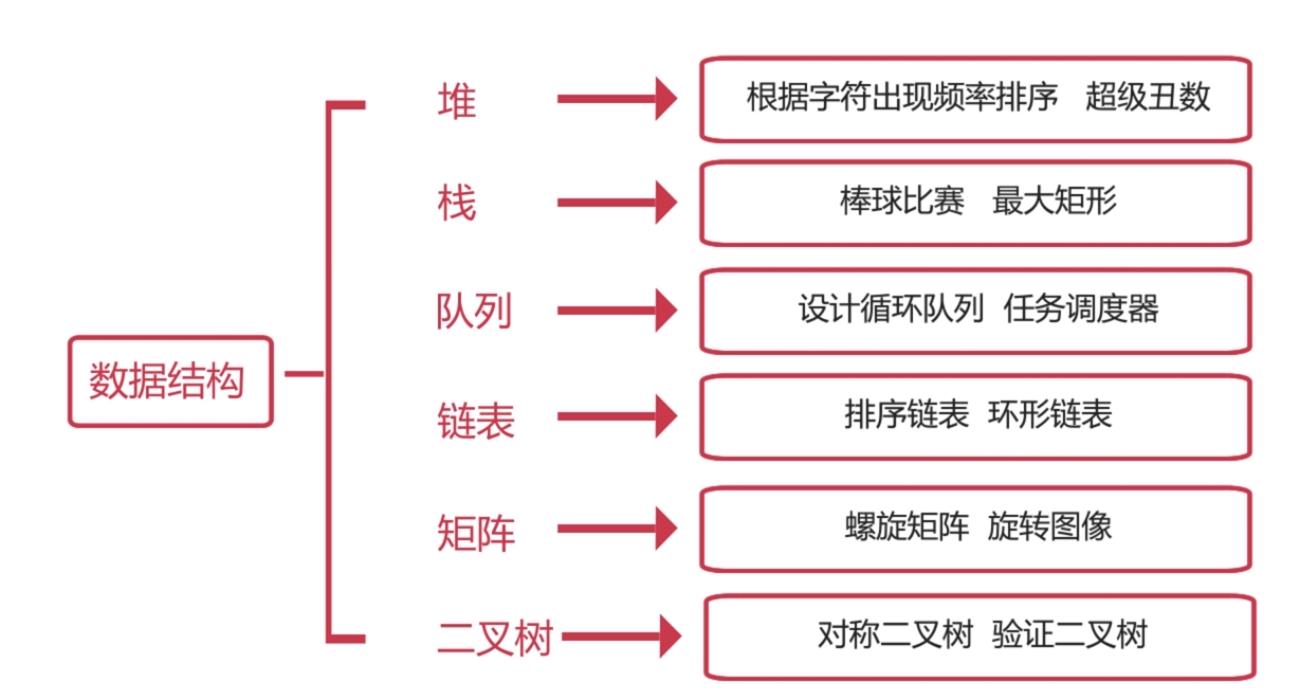 堆
根据字符出现频率排序 超级丑数
栈
棒球比赛 最大矩形
队列
设计循环队列 任务调度器
数据结构
链表
排序链表 环形链表
矩阵
螺旋矩阵 旋转图像
二叉树
对称二叉树 验证二叉树